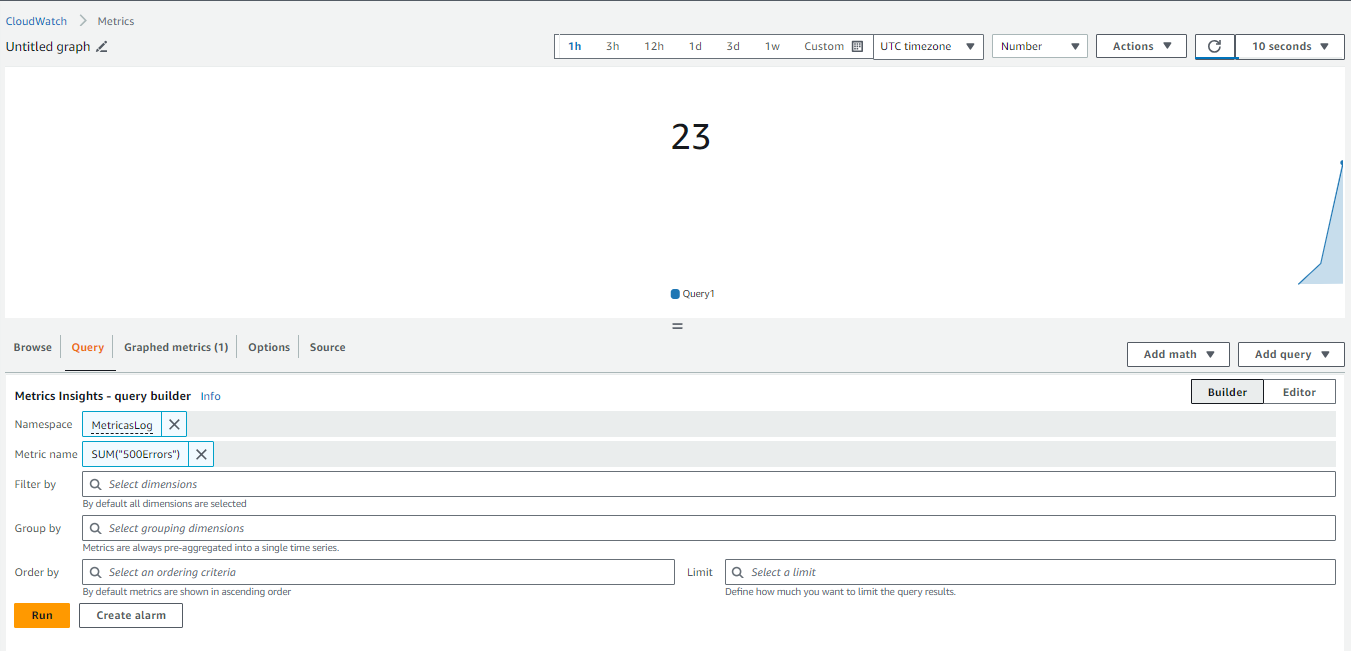 CloudWatch Metrics
Untitled graph
1h 3h 12h 1d 3d 1w Custom UTC timezone Number Actions 10 seconds
23
Query1
Browse Query Graphed metrics (1) Options Source
Add math Add query
Metrics Insights - query builder Info
Builder Editor
Namespace MetricasLog
Metric name SUM("500Errors")
Filter by Select dimensions
By default all dimensions are selected
Group by Select grouping dimensions
Metrics are always pre-aggregated into a single time series.
Order by Select an ordering criteria Limit Select a limit
By default metrics are shown in ascending order Define how much you want to limit the query results.
Run Create alarm